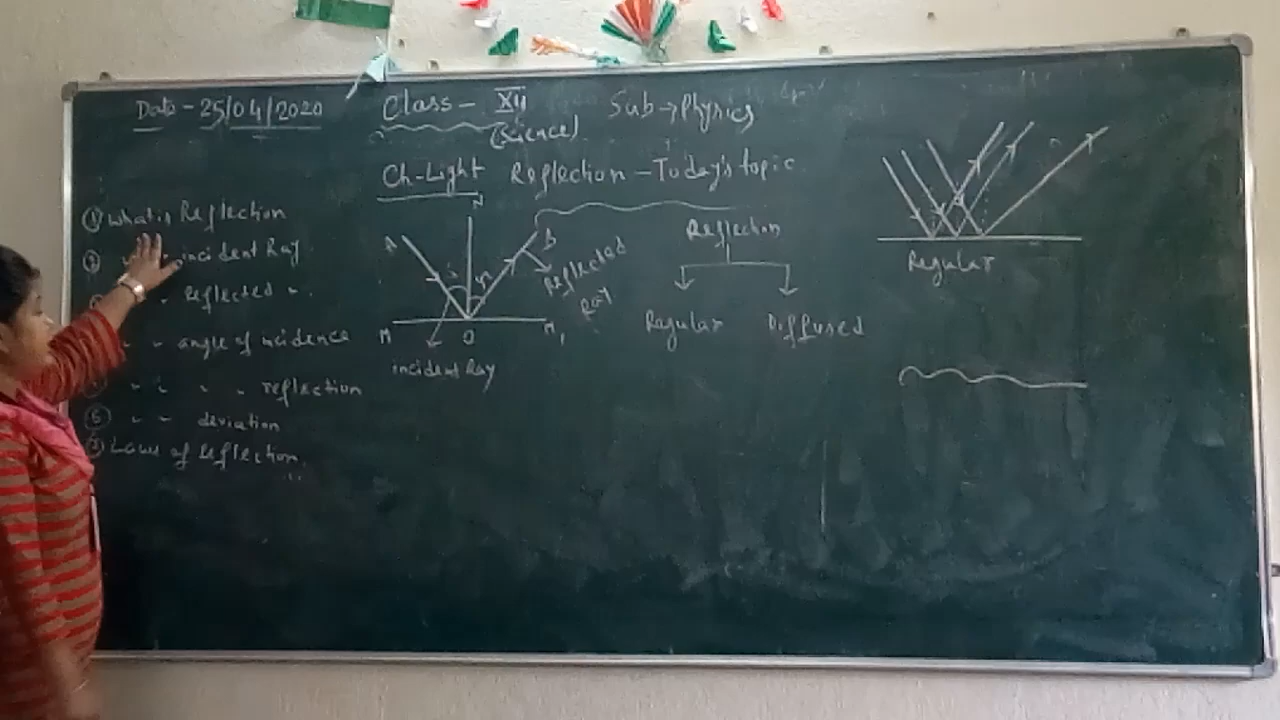 Date - 25/04/2020
Class - XII
(Science)
Sub → Physics
Ch-Light
Reflection - Today's topic
① What is Reflection
incident Ray
" Reflected "
" " angle of incidence
" " " " reflection
⑥ " " deviation
⑦ Laws of Reflection
N
A
B
i
r
M
O
M₁
incident Ray
Reflected
Ray
Reflection
Regular
Diffused
Regular